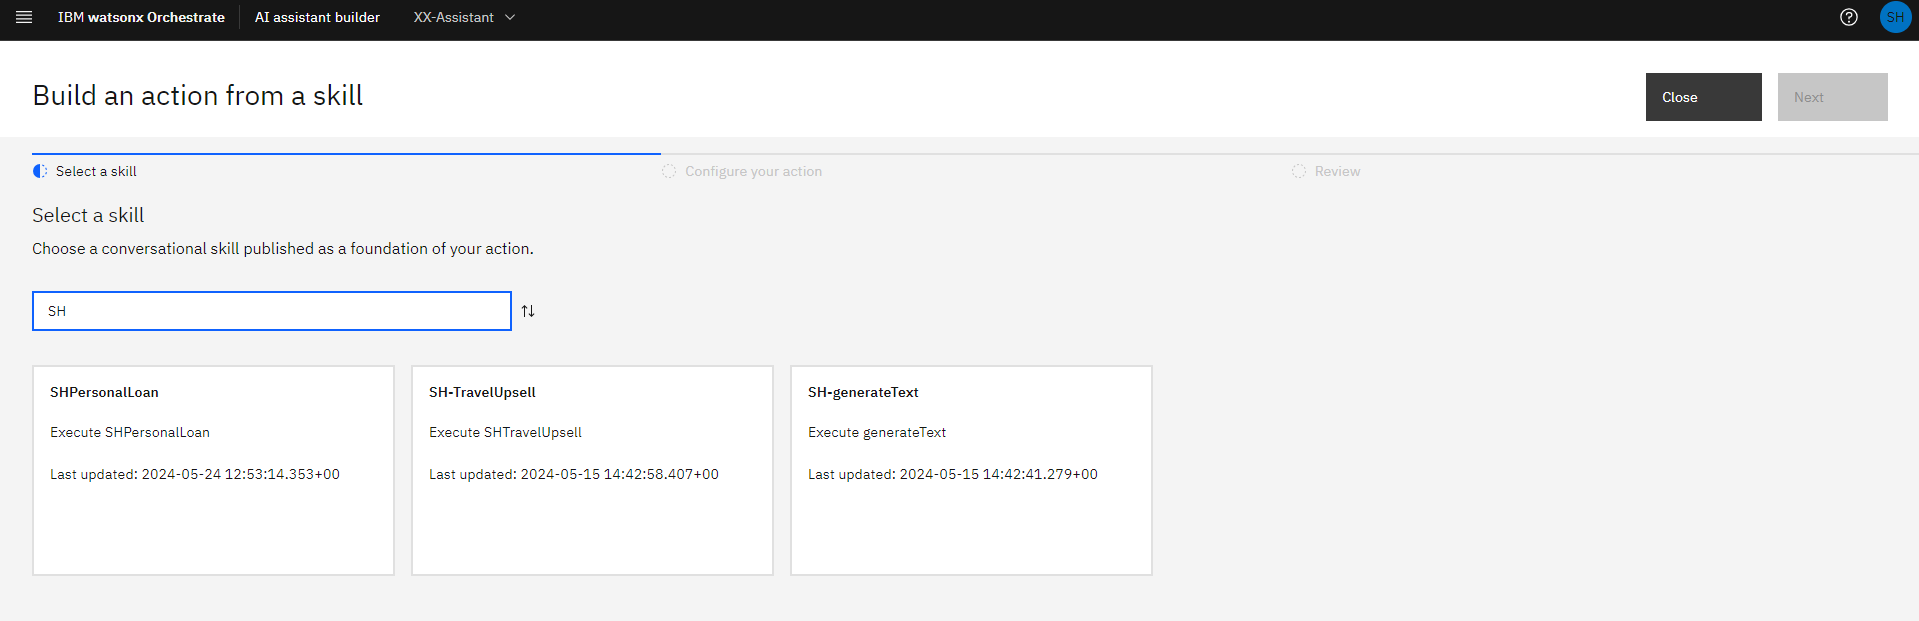 IBM watsonx Orchestrate AI assistant builder XX-Assistant SH
Build an action from a skill
Close Next
Select a skill Configure your action Review
Select a skill
Choose a conversational skill published as a foundation of your action.
SH
SHPersonalLoan
Execute SHPersonalLoan
Last updated: 2024-05-24 12:53:14.353+00
SH-TravelUpsell
Execute SHTravelUpsell
Last updated: 2024-05-15 14:42:58.407+00
SH-generateText
Execute generateText
Last updated: 2024-05-15 14:42:41.279+00